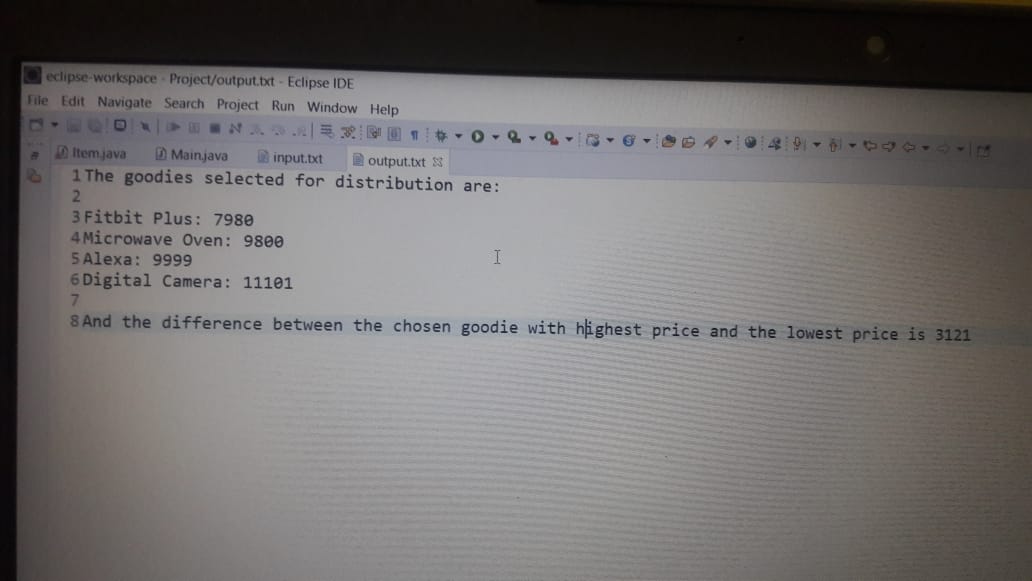 eclipse-workspace - Project/output.txt - Eclipse IDE
File Edit Navigate Search Project Run Window Help
Item.java Main.java input.txt output.txt
1 The goodies selected for distribution are:
2
3 Fitbit Plus: 7980
4 Microwave Oven: 9800
5 Alexa: 9999
6 Digital Camera: 11101
7
8 And the difference between the chosen goodie with highest price and the lowest price is 3121